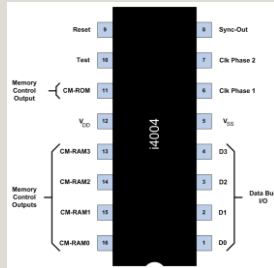 Reset 9 8 Sync-Out
Test 10 7 Clk Phase 2
Memory Control Output CM-ROM 11 6 Clk Phase 1
VDD 12 5 VSS
CM-RAM3 13 4 D3
CM-RAM2 14 3 D2
Memory Control Outputs
Data Bus I/O
CM-RAM1 15 2 D1
CM-RAM0 16 1 D0
i4004